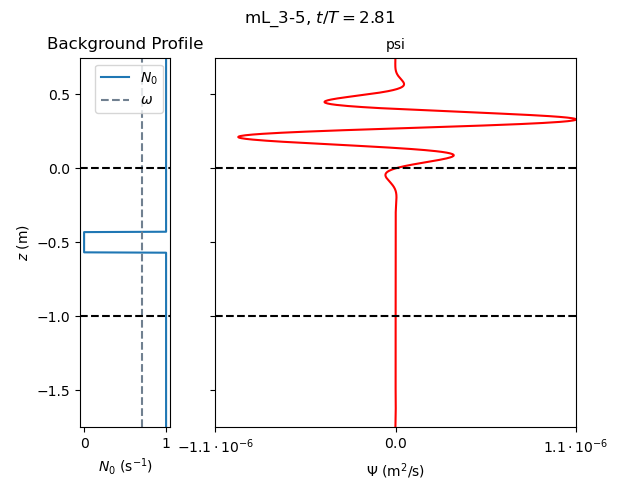 mL_3-5, t/T = 2.81
Background Profile
psi
N₀
ω
0.5
0.0
−0.5
−1.0
−1.5
z (m)
0
1
N₀ (s⁻¹)
−1.1 · 10⁻⁶
0.0
1.1 · 10⁻⁶
Ψ (m²/s)